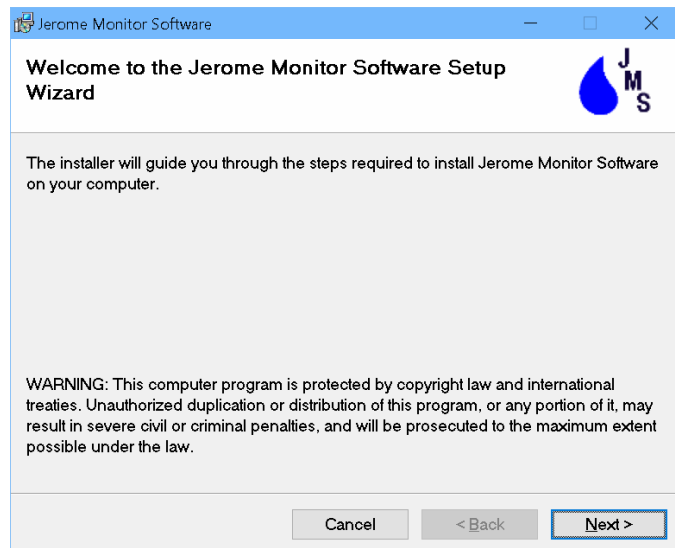 Jerome Monitor Software
Welcome to the Jerome Monitor Software Setup
Wizard
J
M
S
The installer will guide you through the steps required to install Jerome Monitor Software
on your computer.
WARNING: This computer program is protected by copyright law and international
treaties. Unauthorized duplication or distribution of this program, or any portion of it, may
result in severe civil or criminal penalties, and will be prosecuted to the maximum extent
possible under the law.
Cancel
< Back
Next >